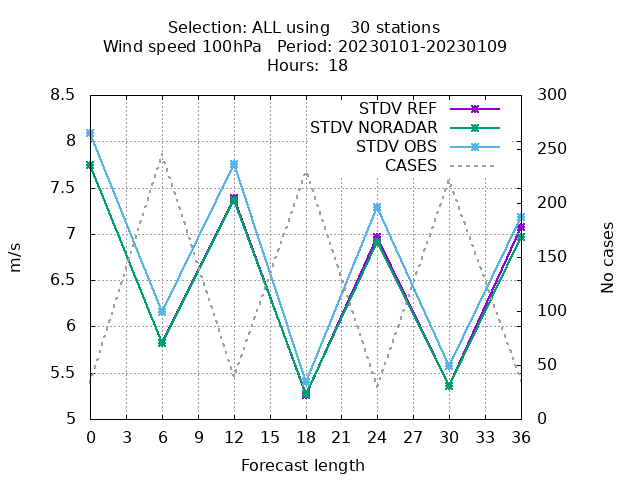 Selection: ALL using    30 stations
Wind speed 100hPa   Period: 20230101-20230109
Hours: 18
8.5
8
7.5
7
6.5
6
5.5
5
300
250
200
150
100
50
0
STDV REF
STDV NORADAR
STDV OBS
CASES
m/s
No cases
0 3 6 9 12 15 18 21 24 27 30 33 36
Forecast length